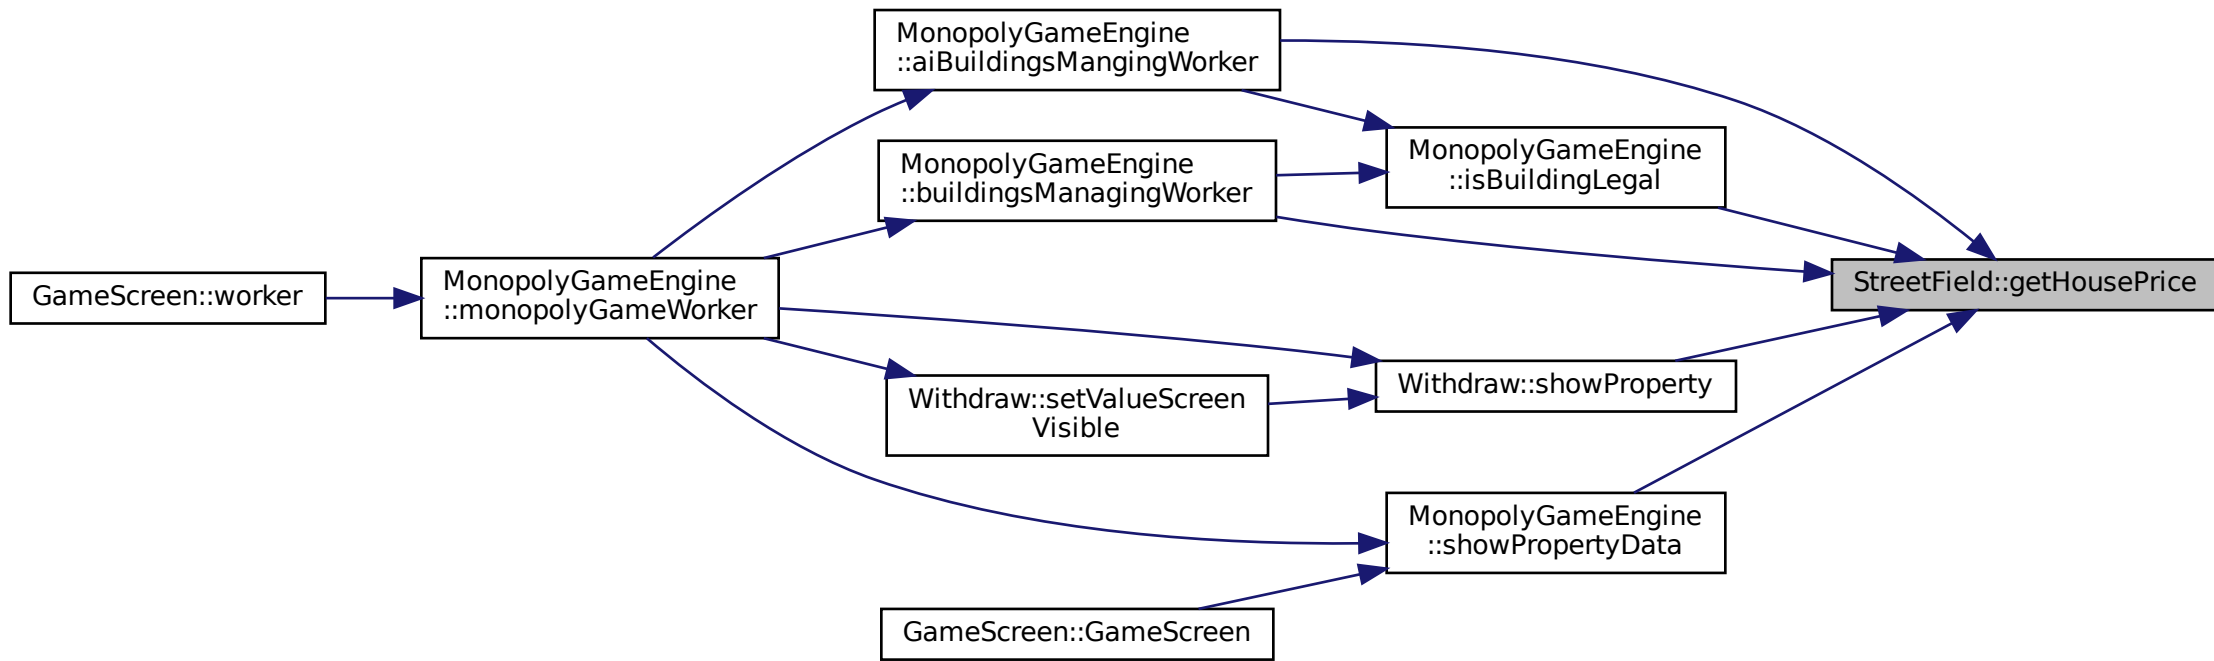 MonopolyGameEngine
::aiBuildingsMangingWorker
MonopolyGameEngine
::buildingsManagingWorker
MonopolyGameEngine
::isBuildingLegal
StreetField::getHousePrice
GameScreen::worker
MonopolyGameEngine
::monopolyGameWorker
Withdraw::setValueScreen
Visible
Withdraw::showProperty
MonopolyGameEngine
::showPropertyData
GameScreen::GameScreen